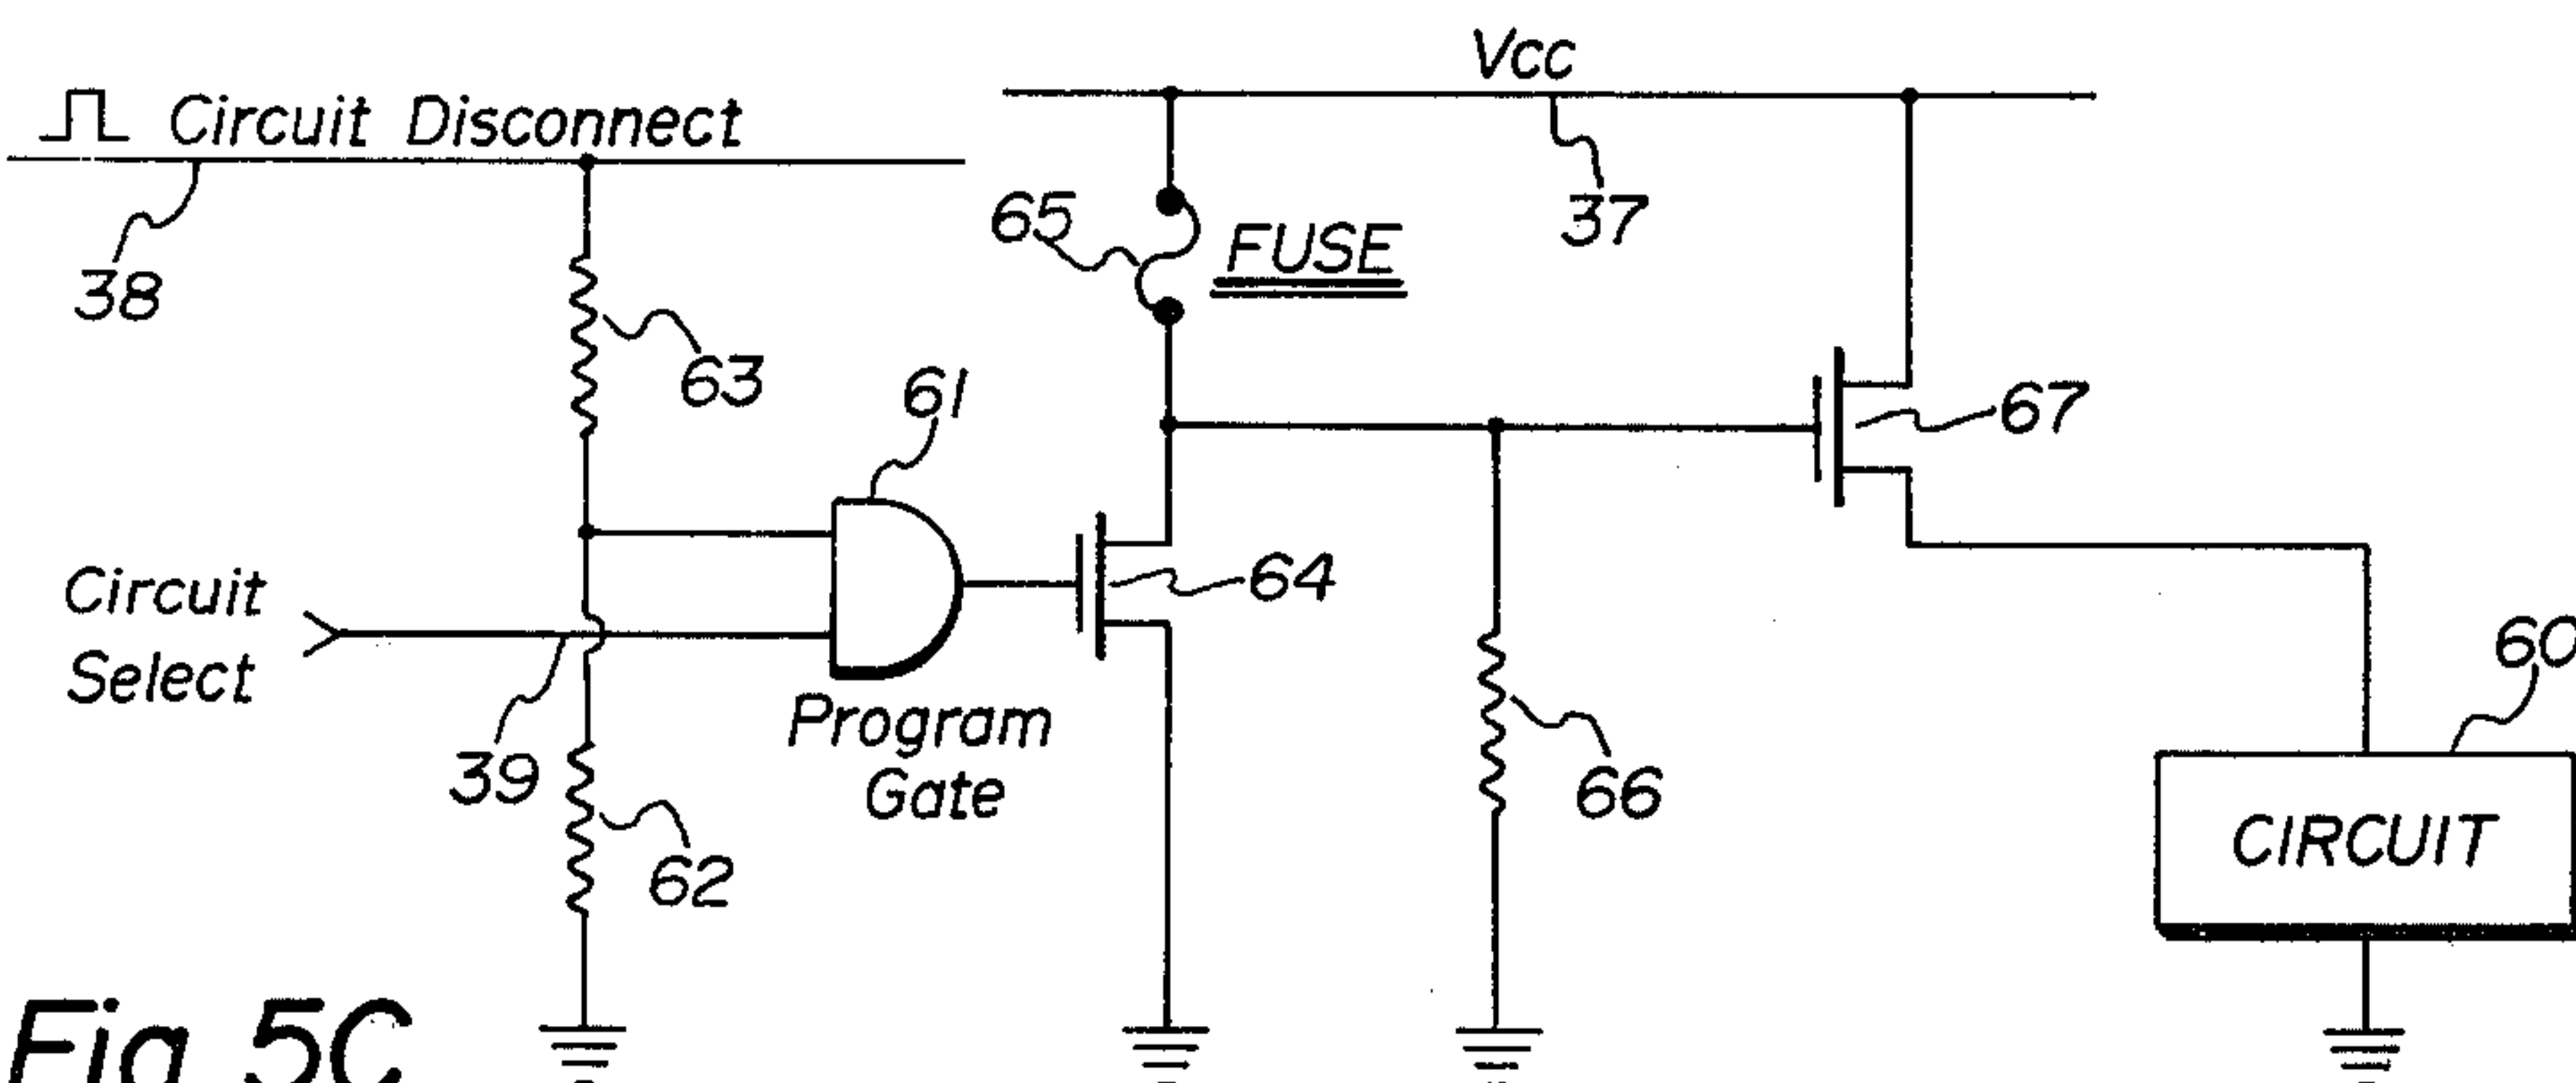 Vcc
Circuit Disconnect
37
38
65
FUSE
63
61
67
64
Circuit
Select
39
Program
Gate
62
66
60
CIRCUIT
Fig 5C